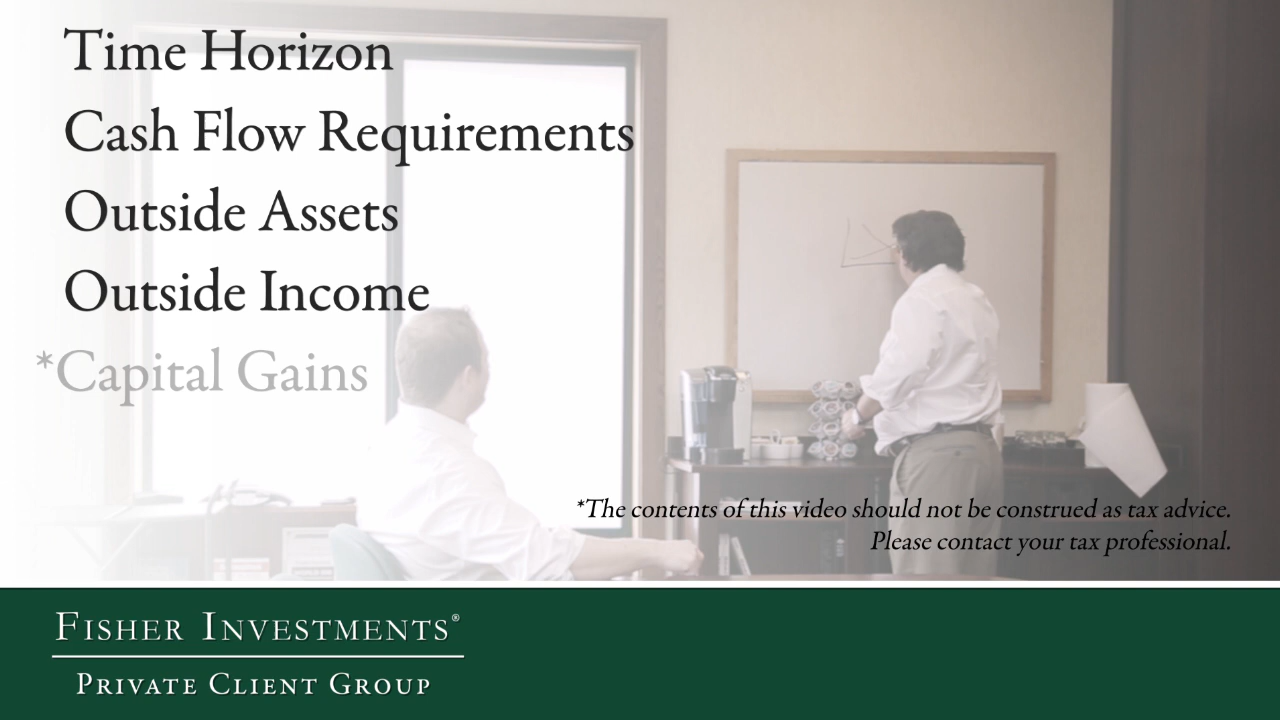 Time Horizon
Cash Flow Requirements
Outside Assets
Outside Income
*Capital Gains
*The contents of this video should not be construed as tax advice.
Please contact your tax professional.
FISHER INVESTMENTS®
PRIVATE CLIENT GROUP